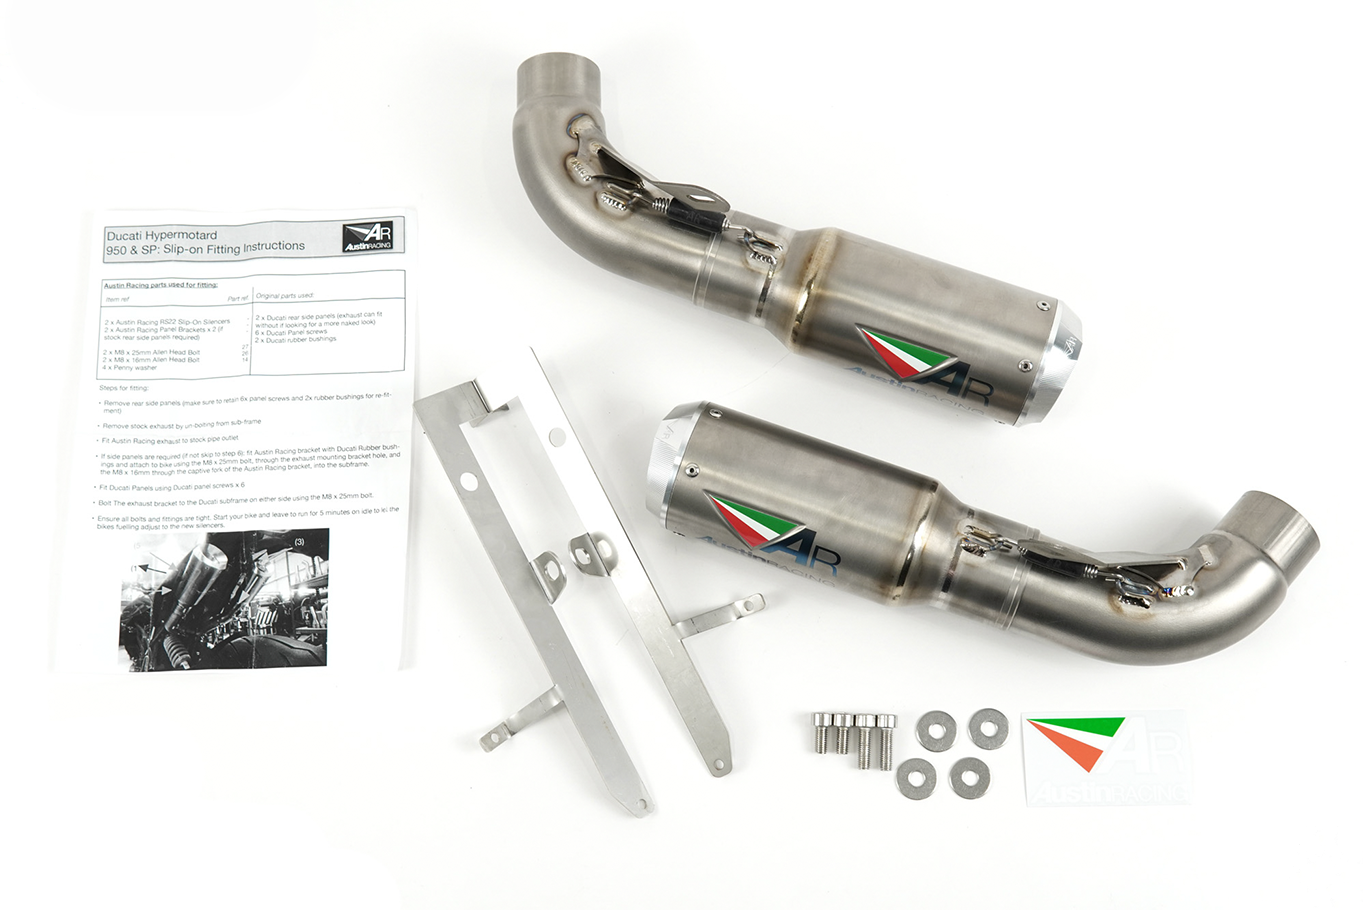 Ducati Hypermotard
950 & SP: Slip-on Fitting Instructions
AR
AustinRACING
Austin Racing parts used for fitting:
Item ref Part ref. Original parts used:
2 x Austin Racing RS22 Slip-On Silencers -
2 x Austin Racing Panel Brackets x 2 (if -
stock rear side panels required) -
2 x M8 x 25mm Allen Head Bolt 27
2 x M8 x 16mm Allen Head Bolt 26
4 x Penny washer 14
2 x Ducati rear side panels (exhaust can fit
without if looking for a more naked look)
6 x Ducati Panel screws
2 x Ducati rubber bushings
Steps for fitting:
• Remove rear side panels (make sure to retain 6x panel screws and 2x rubber bushings for re-fit-
ment)
• Remove stock exhaust by un-bolting from sub-frame
• Fit Austin Racing exhaust to stock pipe outlet
• If side panels are required (if not skip to step 6), fit Austin Racing bracket with Ducati Rubber bush-
ings and attach to bike using the M8 x 25mm bolt, through the exhaust mounting bracket hole, and
the M8 x 16mm through the captive fork of the Austin Racing bracket, into the subframe.
• Fit Ducati Panels using Ducati panel screws x 6
• Bolt The exhaust bracket to the Ducati subframe on either side using the M8 x 25mm bolt.
• Ensure all bolts and fittings are tight. Start your bike and leave to run for 5 minutes on idle to let the
bikes fuelling adjust to the new silencers.
(3)
AR
AustinRACING
AR
AustinRACING
AR
AustinRACING